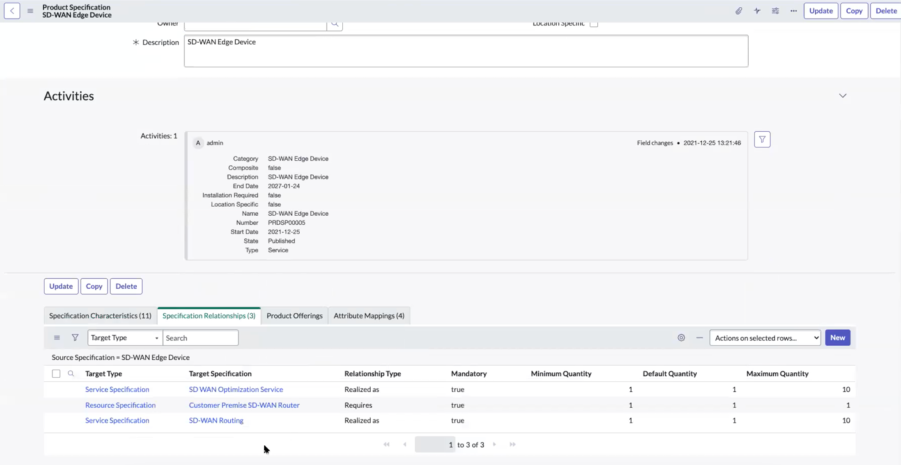 Product Specification
SD-WAN Edge Device
Update Copy Delete
Owner Location Specific
✳ Description SD-WAN Edge Device
Activities
Activities: 1
A admin Field changes • 2021-12-25 13:21:46
Category SD-WAN Edge Device
Composite false
Description SD-WAN Edge Device
End Date 2027-01-24
Installation Required false
Location Specific false
Name SD-WAN Edge Device
Number PRDSP00005
Start Date 2021-12-25
State Published
Type Service
Update Copy Delete
Specification Characteristics (11) Specification Relationships (3) Product Offerings Attribute Mappings (4)
Target Type Search Actions on selected rows... New
Source Specification = SD-WAN Edge Device
Target Type Target Specification Relationship Type Mandatory Minimum Quantity Default Quantity Maximum Quantity
Service Specification SD WAN Optimization Service Realized as true 1 1 10
Resource Specification Customer Premise SD-WAN Router Requires true 1 1 1
Service Specification SD-WAN Routing Realized as true 1 1 10
1 to 3 of 3